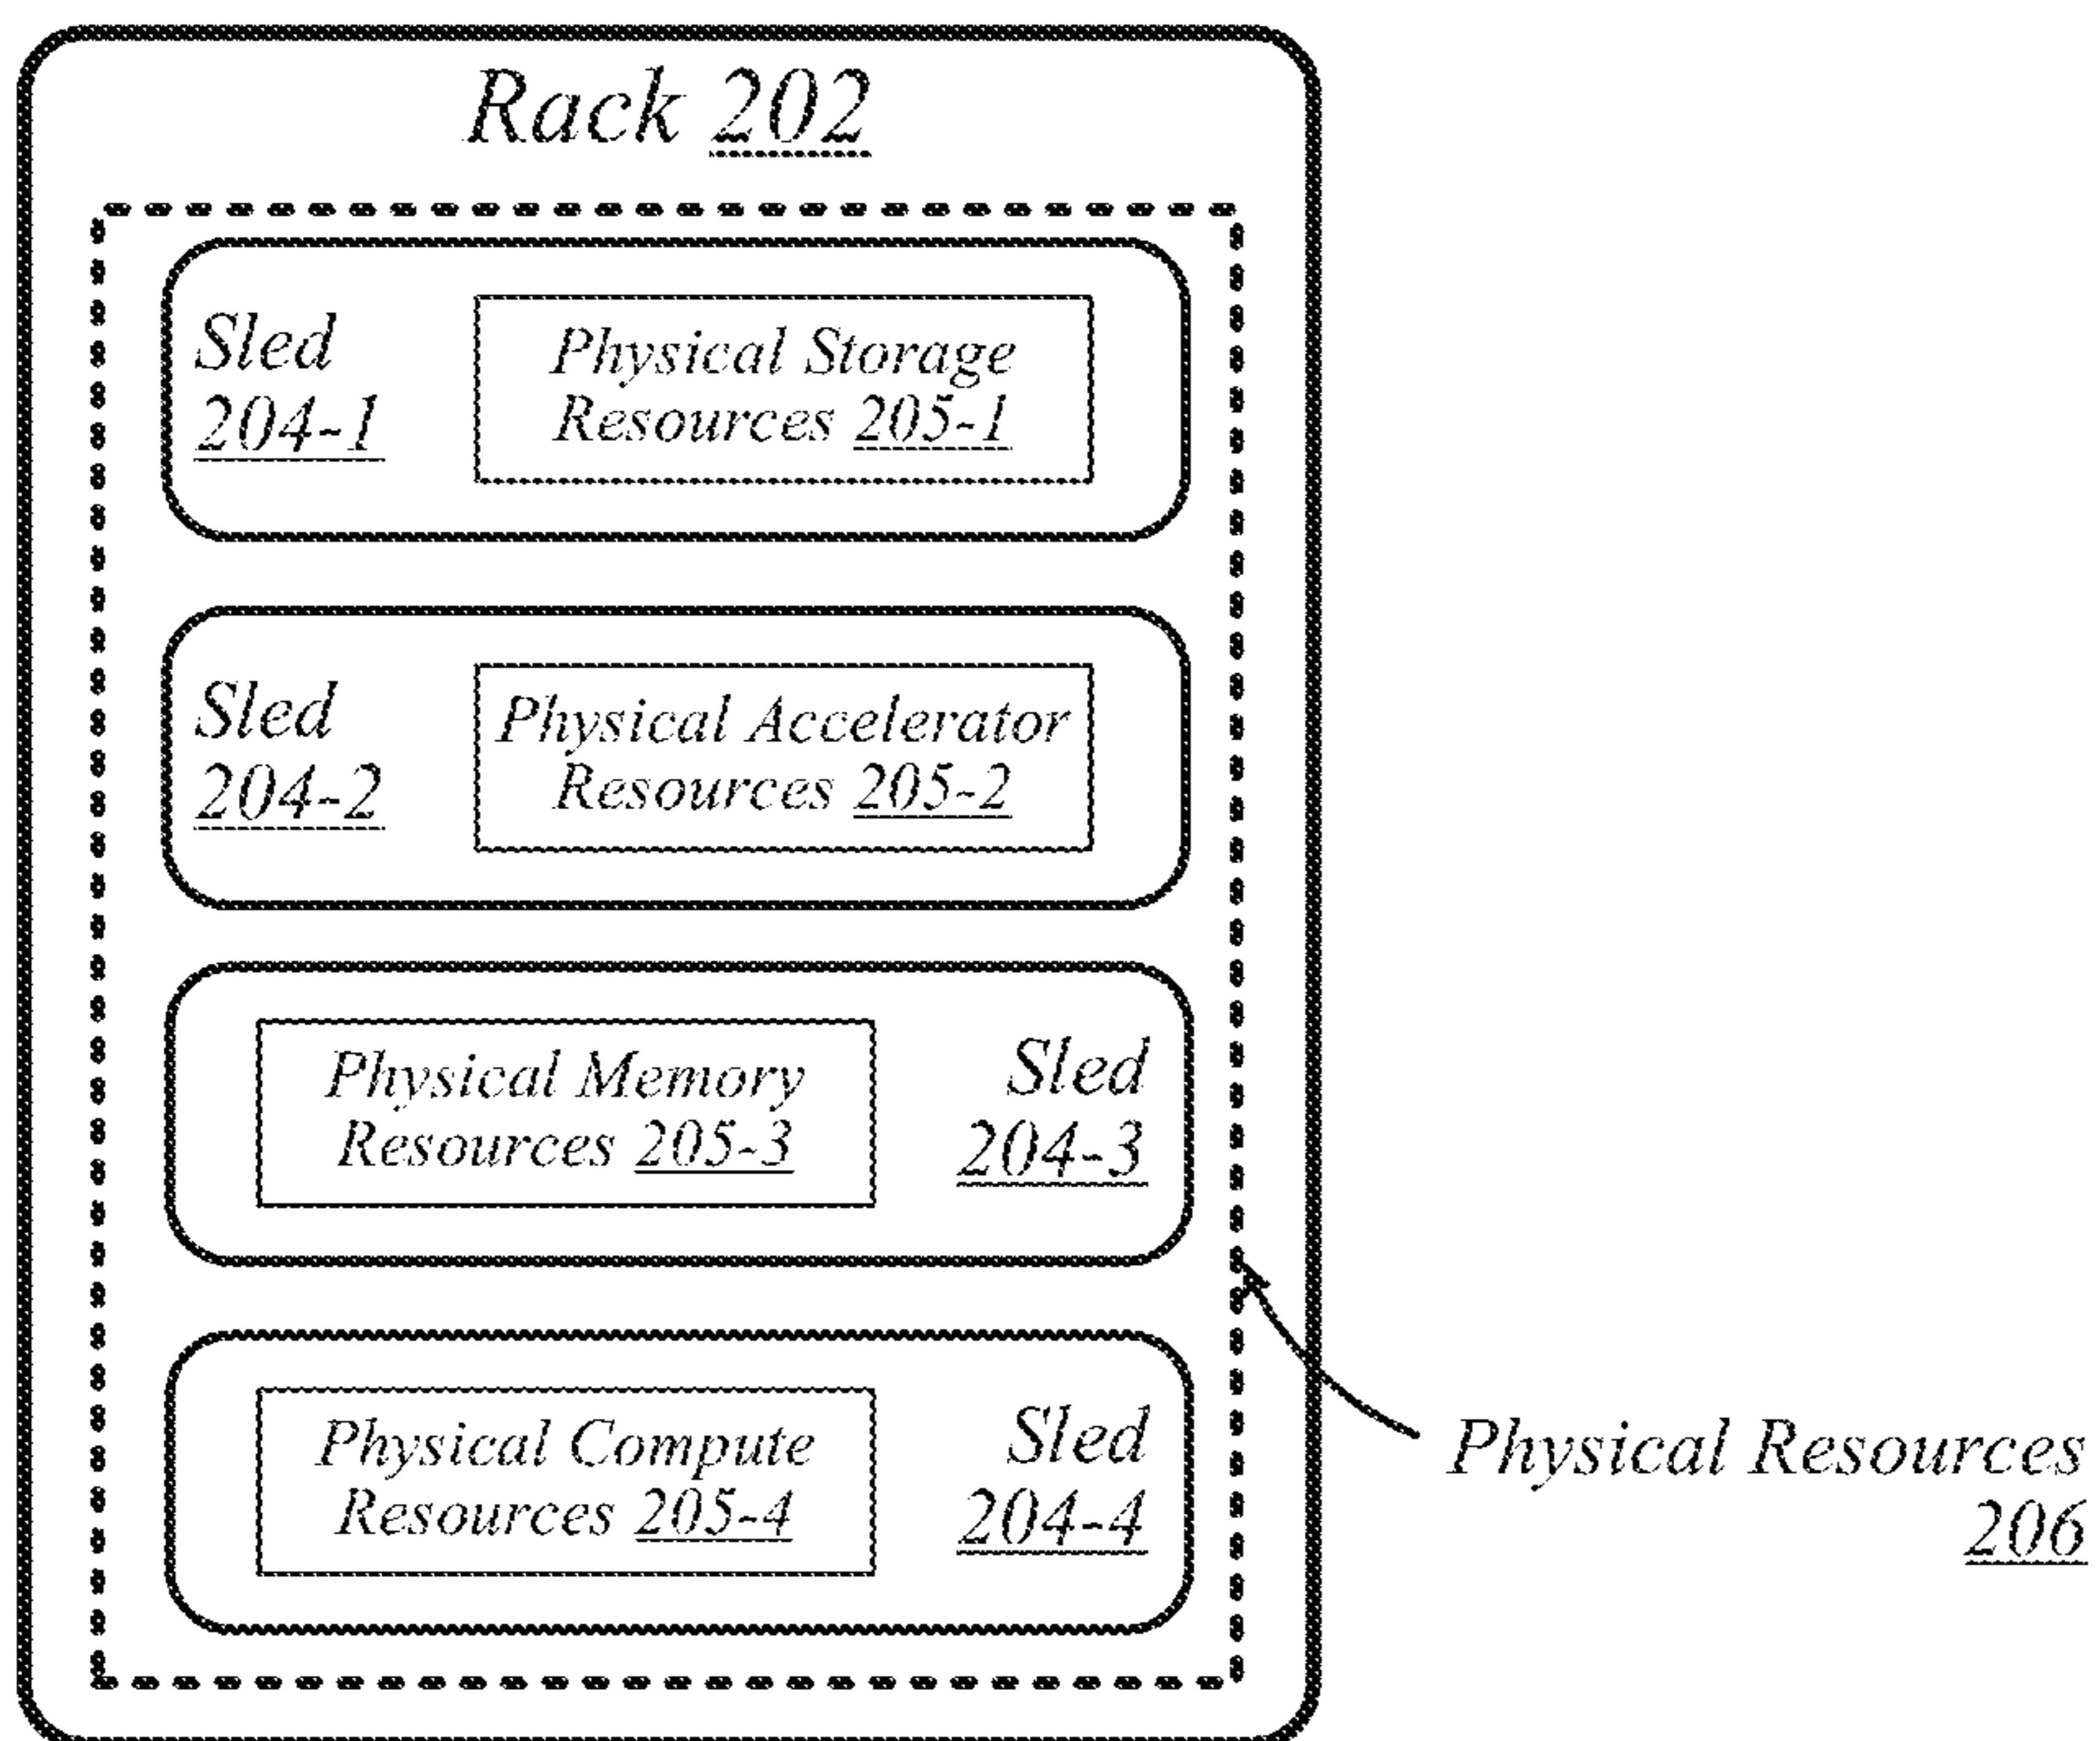 Rack 202
Sled
204-1
Physical Storage
Resources 205-1
Sled
204-2
Physical Accelerator
Resources 205-2
Physical Memory
Resources 205-3
Sled
204-3
Physical Compute
Resources 205-4
Sled
204-4
Physical Resources
206